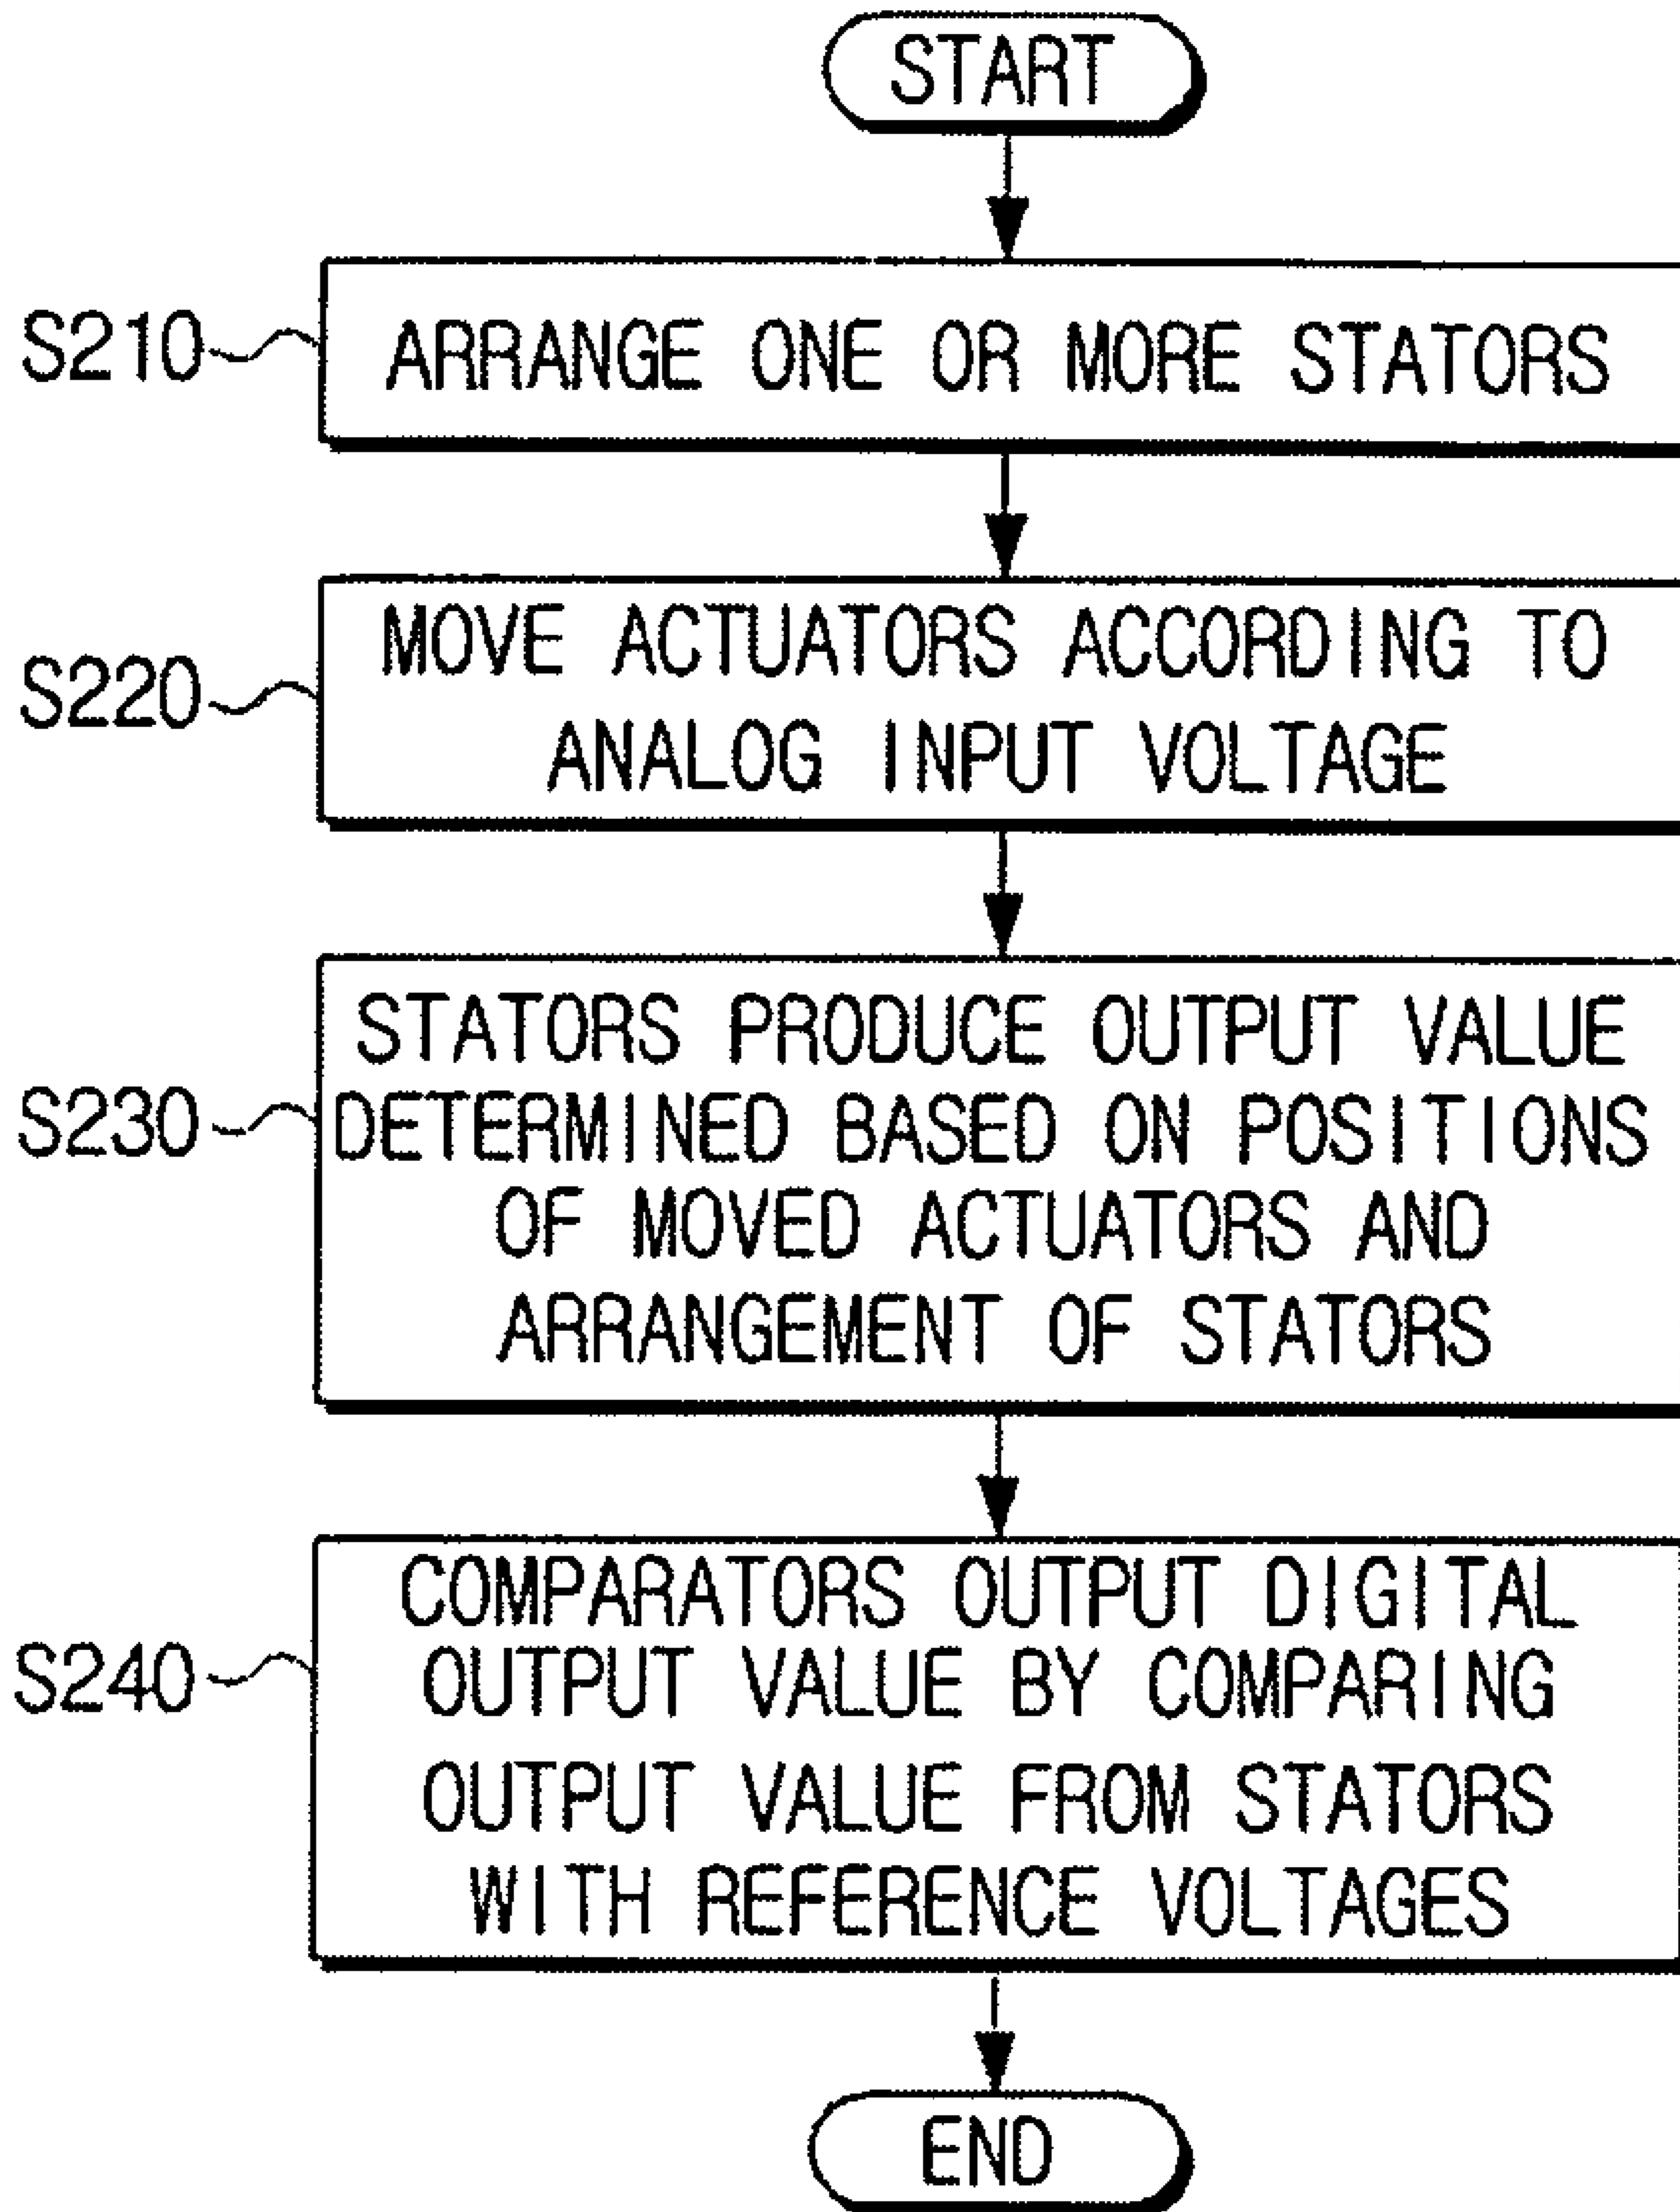 START
S210
ARRANGE ONE OR MORE STATORS
S220
MOVE ACTUATORS ACCORDING TO
ANALOG INPUT VOLTAGE
S230
STATORS PRODUCE OUTPUT VALUE
DETERMINED BASED ON POSITIONS
OF MOVED ACTUATORS AND
ARRANGEMENT OF STATORS
S240
COMPARATORS OUTPUT DIGITAL
OUTPUT VALUE BY COMPARING
OUTPUT VALUE FROM STATORS
WITH REFERENCE VOLTAGES
END